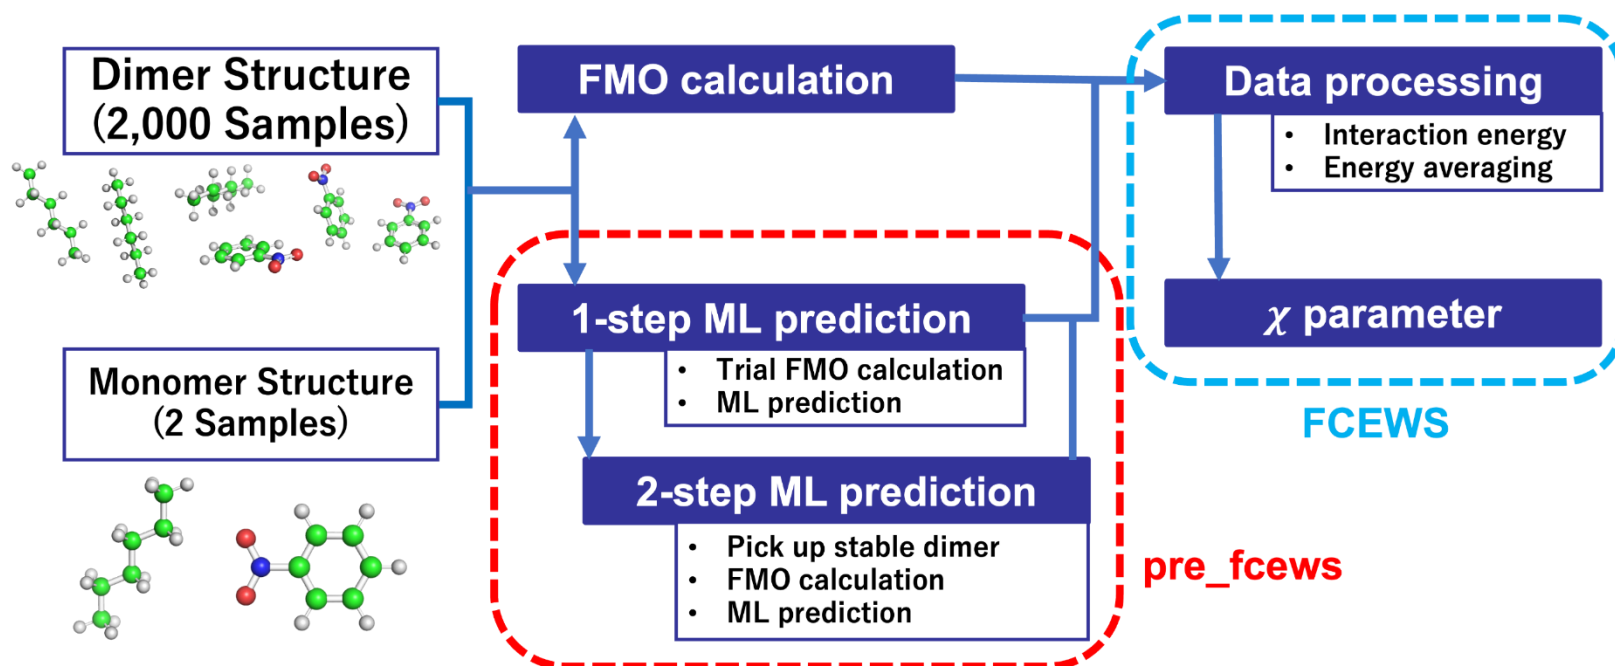 Dimer Structure
(2,000 Samples)
Monomer Structure
(2 Samples)
FMO calculation
1-step ML prediction
• Trial FMO calculation
• ML prediction
2-step ML prediction
• Pick up stable dimer
• FMO calculation
• ML prediction
pre_fcews
Data processing
• Interaction energy
• Energy averaging
χ parameter
FCEWS